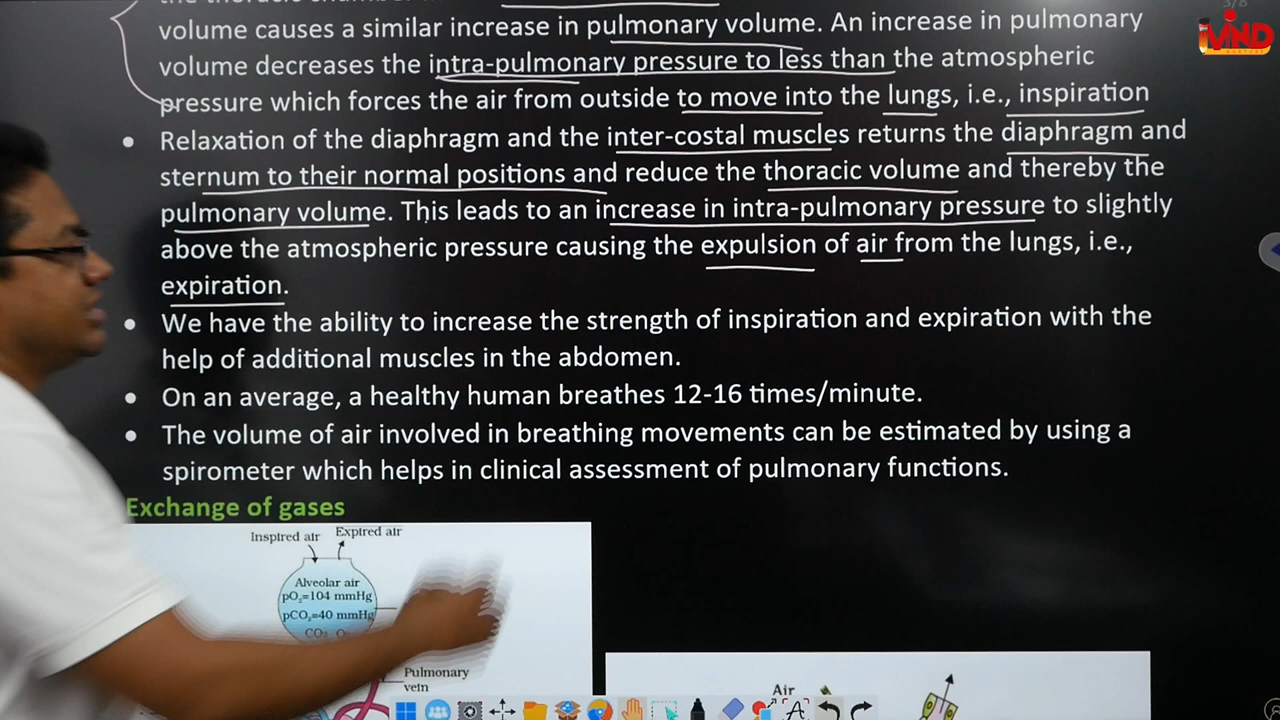 volume causes a similar increase in pulmonary volume. An increase in pulmonary
volume decreases the intra-pulmonary pressure to less than the atmospheric
pressure which forces the air from outside to move into the lungs, i.e., inspiration
• Relaxation of the diaphragm and the inter-costal muscles returns the diaphragm and
sternum to their normal positions and reduce the thoracic volume and thereby the
pulmonary volume. This leads to an increase in intra-pulmonary pressure to slightly
above the atmospheric pressure causing the expulsion of air from the lungs, i.e.,
expiration.
• We have the ability to increase the strength of inspiration and expiration with the
help of additional muscles in the abdomen.
• On an average, a healthy human breathes 12-16 times/minute.
• The volume of air involved in breathing movements can be estimated by using a
spirometer which helps in clinical assessment of pulmonary functions.
Exchange of gases
Inspired air
Expired air
Alveolar air
pO₂=104 mmHg
pCO₂=40 mmHg
CO₂ O
Pulmonary
vein
Air
3/8
MIND